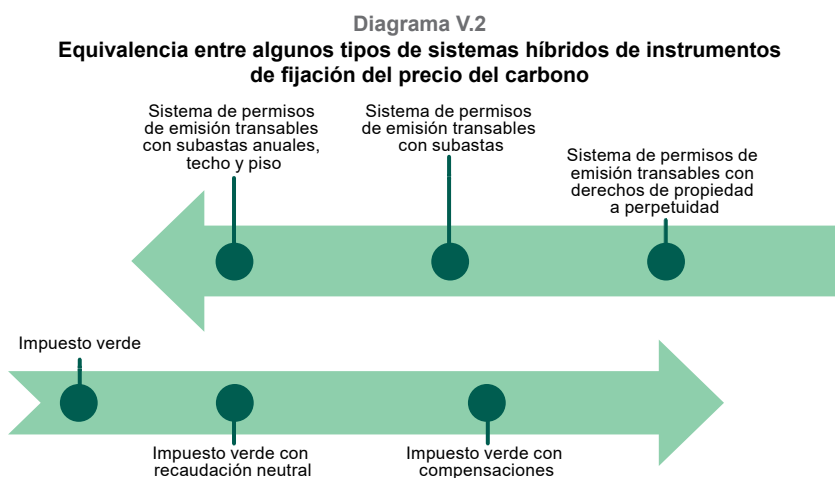 Diagrama V.2
Equivalencia entre algunos tipos de sistemas híbridos de instrumentos
de fijación del precio del carbono
Sistema de permisos
de emisión transables
con subastas anuales,
techo y piso
Sistema de permisos
de emisión transables
con subastas
Sistema de permisos de
emisión transables con
derechos de propiedad
a perpetuidad
Impuesto verde
Impuesto verde con
recaudación neutral
Impuesto verde con
compensaciones